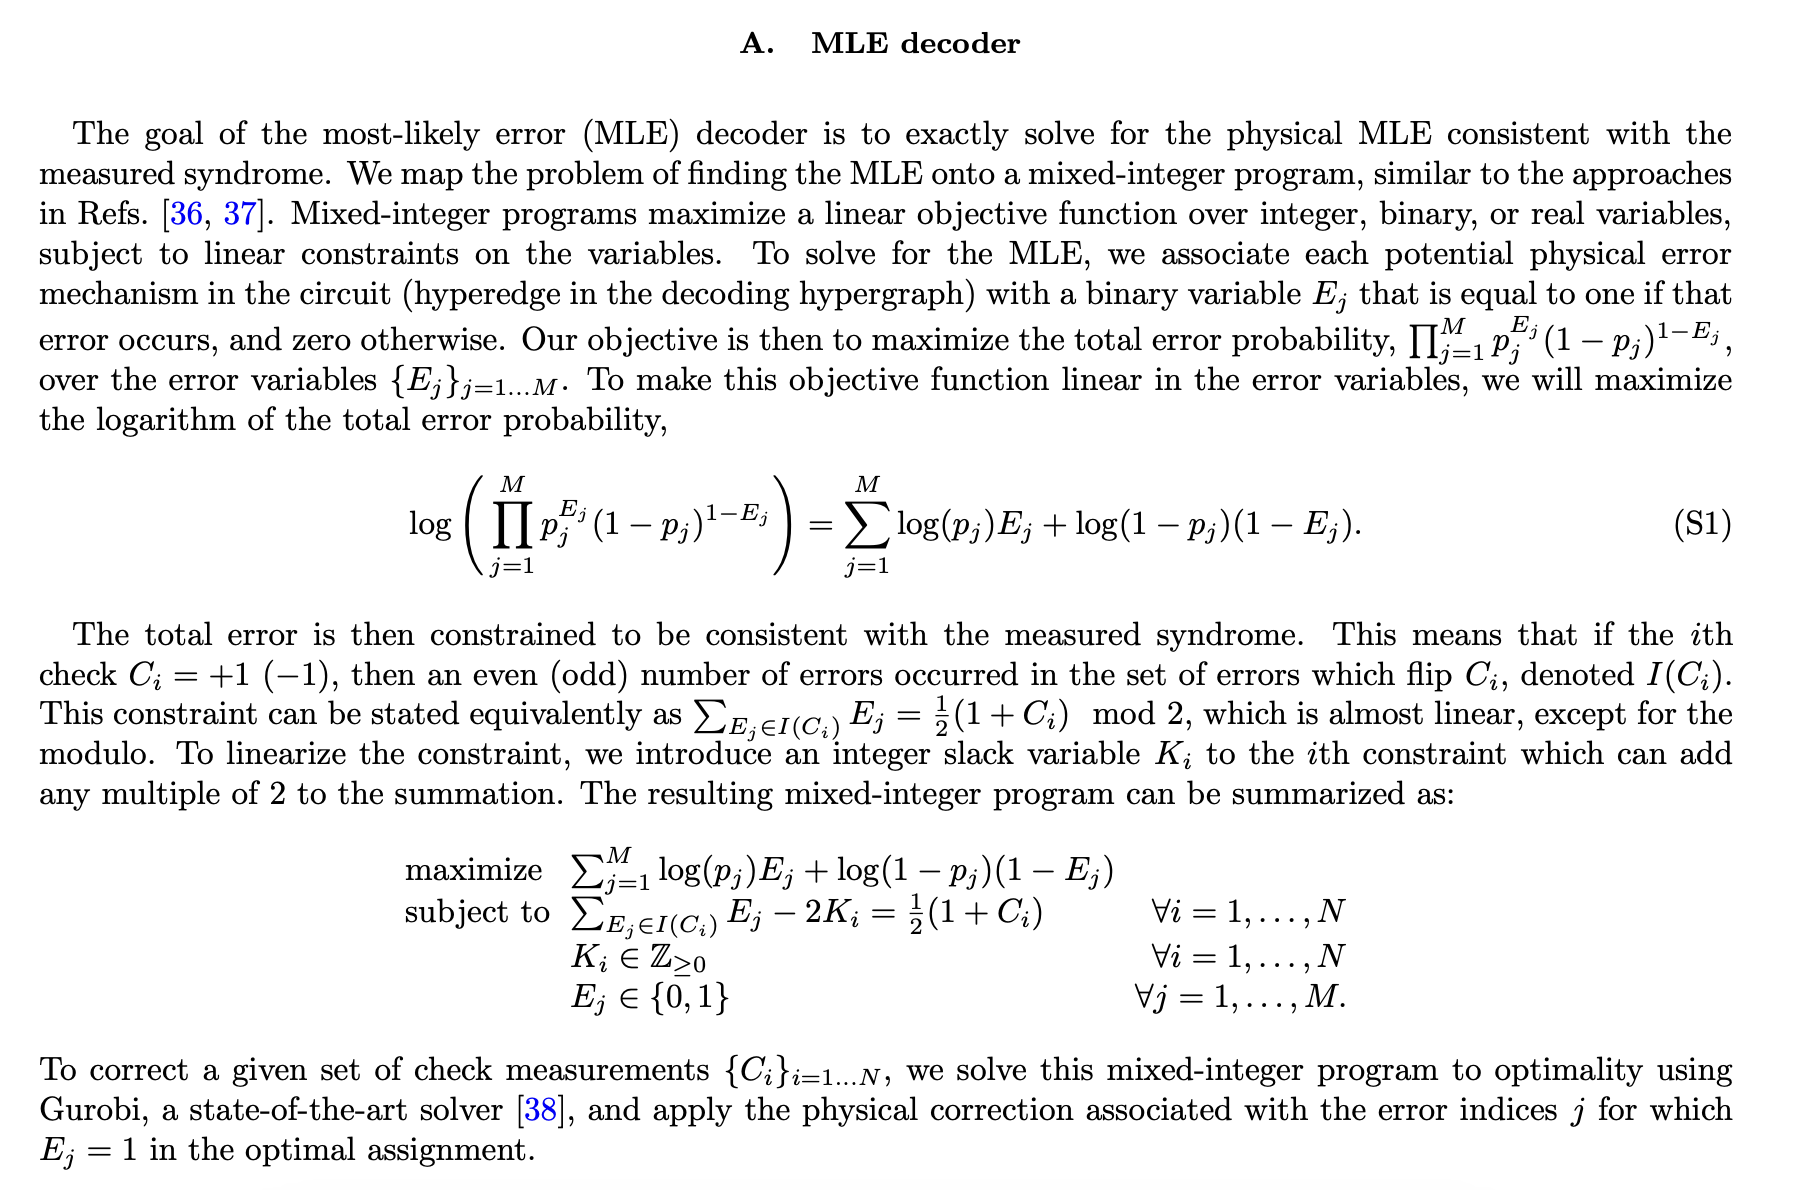 A. MLE decoder
The goal of the most-likely error (MLE) decoder is to exactly solve for the physical MLE consistent with the
measured syndrome. We map the problem of finding the MLE onto a mixed-integer program, similar to the approaches
in Refs. [36, 37]. Mixed-integer programs maximize a linear objective function over integer, binary, or real variables,
subject to linear constraints on the variables. To solve for the MLE, we associate each potential physical error
mechanism in the circuit (hyperedge in the decoding hypergraph) with a binary variable $E_j$ that is equal to one if that
error occurs, and zero otherwise. Our objective is then to maximize the total error probability, $\prod_{j=1}^{M} p_j^{E_j}(1-p_j)^{1-E_j}$,
over the error variables $\{E_j\}_{j=1...M}$. To make this objective function linear in the error variables, we will maximize
the logarithm of the total error probability,
$\log\left(\prod_{j=1}^{M} p_j^{E_j}(1-p_j)^{1-E_j}\right) = \sum_{j=1}^{M} \log(p_j)E_j + \log(1-p_j)(1-E_j).$ (S1)
The total error is then constrained to be consistent with the measured syndrome. This means that if the $i$th
check $C_i = +1$ $(-1)$, then an even (odd) number of errors occurred in the set of errors which flip $C_i$, denoted $I(C_i)$.
This constraint can be stated equivalently as $\sum_{E_j \in I(C_i)} E_j = \frac{1}{2}(1+C_i) \mod 2$, which is almost linear, except for the
modulo. To linearize the constraint, we introduce an integer slack variable $K_i$ to the $i$th constraint which can add
any multiple of 2 to the summation. The resulting mixed-integer program can be summarized as:
maximize $\sum_{j=1}^{M} \log(p_j)E_j + \log(1-p_j)(1-E_j)$
subject to $\sum_{E_j \in I(C_i)} E_j - 2K_i = \frac{1}{2}(1+C_i)$ $\forall i = 1, \ldots, N$
$K_i \in \mathbb{Z}_{\geq 0}$ $\forall i = 1, \ldots, N$
$E_j \in \{0, 1\}$ $\forall j = 1, \ldots, M.$
To correct a given set of check measurements $\{C_i\}_{i=1...N}$, we solve this mixed-integer program to optimality using
Gurobi, a state-of-the-art solver [38], and apply the physical correction associated with the error indices $j$ for which
$E_j = 1$ in the optimal assignment.